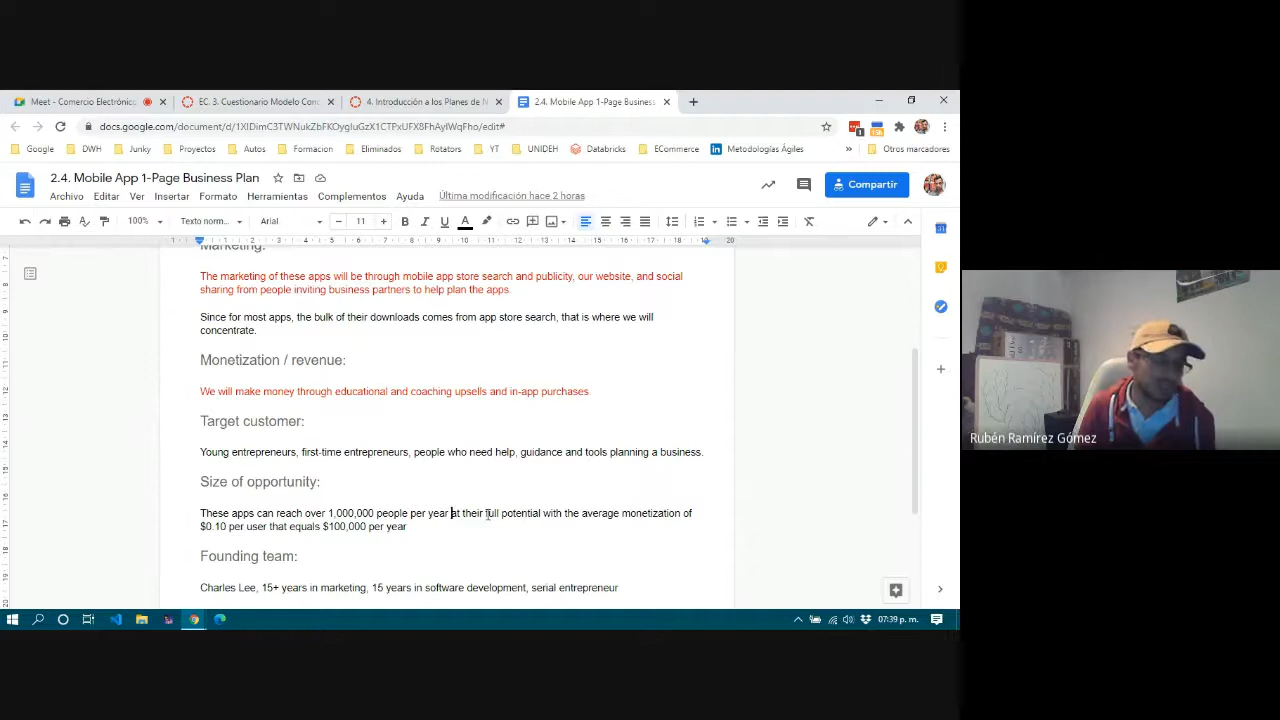 Meet - Comercio Electrónic
EC. 3. Cuestionario Modelo Con
4. Introducción a los Planes de N
2.4. Mobile App 1-Page Business
docs.google.com/document/d/
Google
DWH
Junky
Proyectos
Autos
Formacion
Eliminados
Rotators
YT
UNIDEH
Databricks
ECommerce
Metodologías Ágiles
»
Otros marcadores
2.4. Mobile App 1-Page Business Plan
Archivo Editar Ver Insertar Formato Herramientas Complementos Ayuda Última modificación hace 2 horas
Compartir
100% Texto norm... Arial 11
Marketing:
The marketing of these apps will be through mobile app store search and publicity, our website, and social
sharing from people inviting business partners to help plan the apps.
Since for most apps, the bulk of their downloads comes from app store search, that is where we will
concentrate.
Monetization / revenue:
We will make money through educational and coaching upsells and in-app purchases.
Target customer:
Young entrepreneurs, first-time entrepreneurs, people who need help, guidance and tools planning a business.
Size of opportunity:
These apps can reach over 1,000,000 people per year at their full potential with the average monetization of
$0.10 per user that equals $100,000 per year
Founding team:
Charles Lee, 15+ years in marketing, 15 years in software development, serial entrepreneur
07:39 p. m.
Rubén Ramírez Gómez